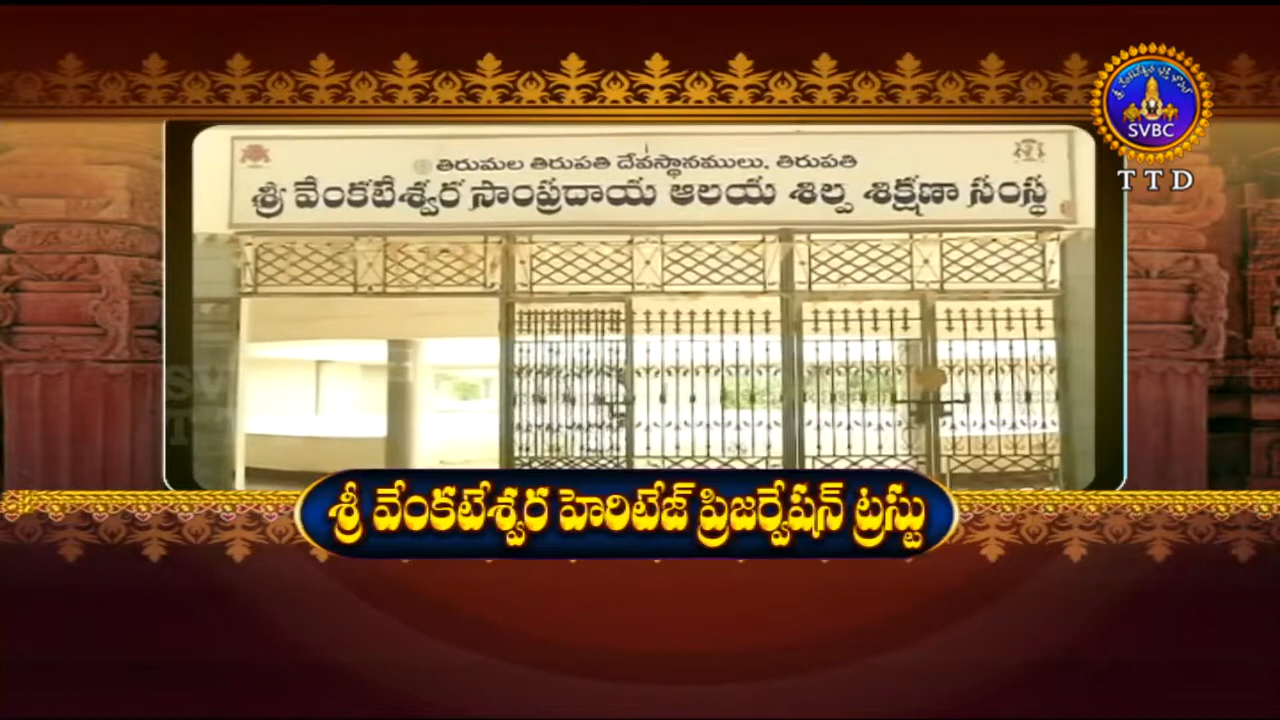 తిరుమల తిరుపతి దేవస్థానములు, తిరుపతి
శ్రీ వేంకటేశ్వర సాంప్రదాయ ఆలయ శిల్ప శిక్షణా సంస్థ
SVBC
TTD
శ్రీ వేంకటేశ్వర హెరిటేజ్ ప్రిజర్వేషన్ ట్రస్టు